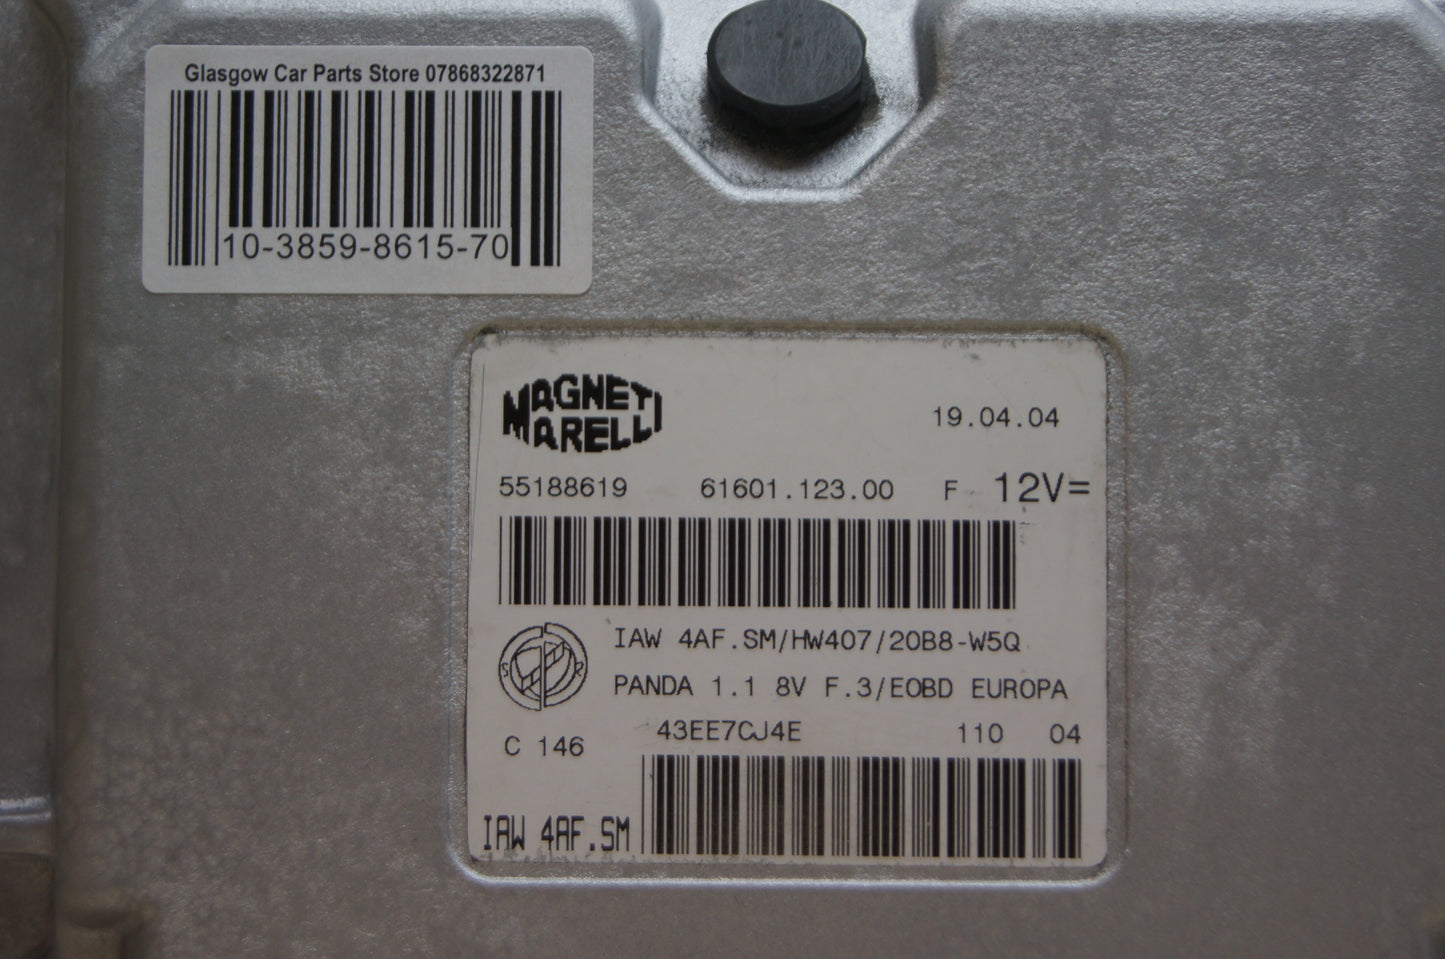 Glasgow Car Parts Store 07868322871
10-3859-8615-70
MAGNETI
MARELLI
19.04.04
55188619 61601.123.00 F 12V=
IAW 4AF.SM/HW407/20B8-W5Q
S R
PANDA 1.1 8V F.3/EOBD EUROPA
43EE7CJ4E 110 04
C 146
IAW 4AF.SM